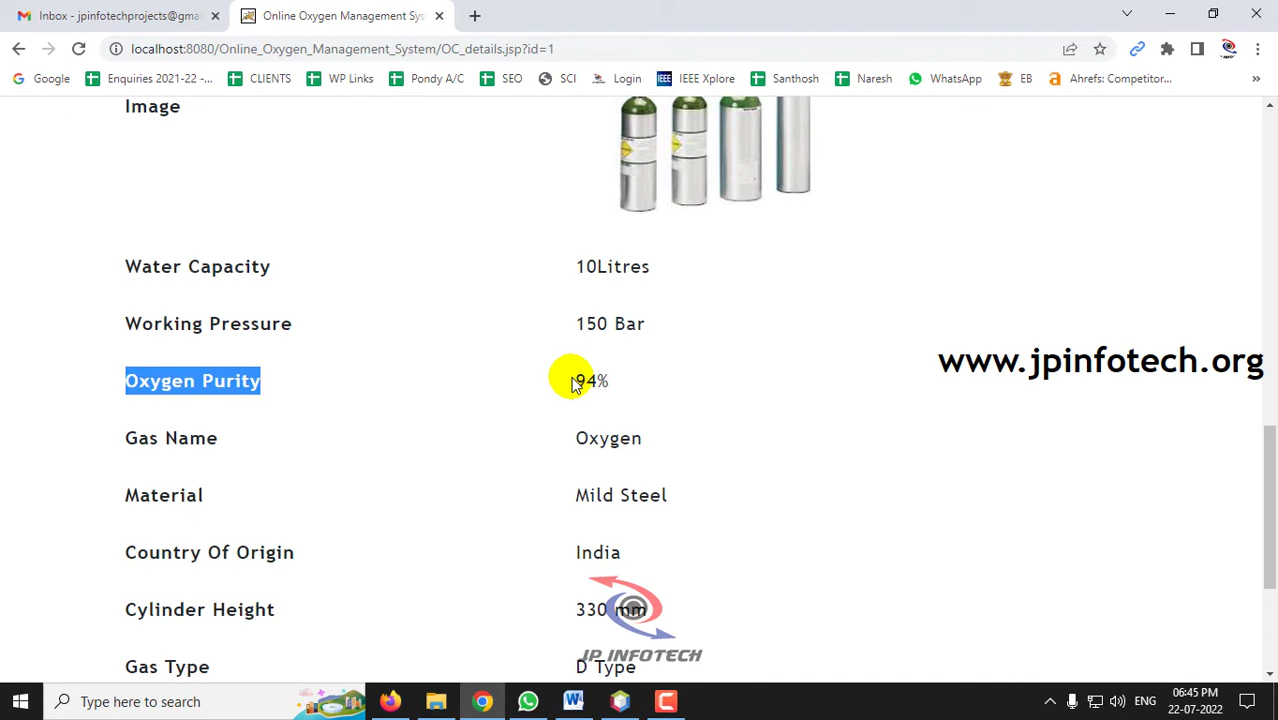 Inbox - jpinfotechprojects@gma
Online Oxygen Management Sys
localhost:8080/Online_Oxygen_Management_System/OC_details.jsp?id=1
Google Enquiries 2021-22 -... CLIENTS WP Links Pondy A/C SEO SCI Login IEEE Xplore Santhosh Naresh WhatsApp EB Ahrefs: Competitor... »
Image
Water Capacity 10Litres
Working Pressure 150 Bar
www.jpinfotech.org
Oxygen Purity 94%
Gas Name Oxygen
Material Mild Steel
Country Of Origin India
Cylinder Height 330 mm
JP INFOTECH
Gas Type D Type
Type here to search
ENG
06:45 PM
22-07-2022